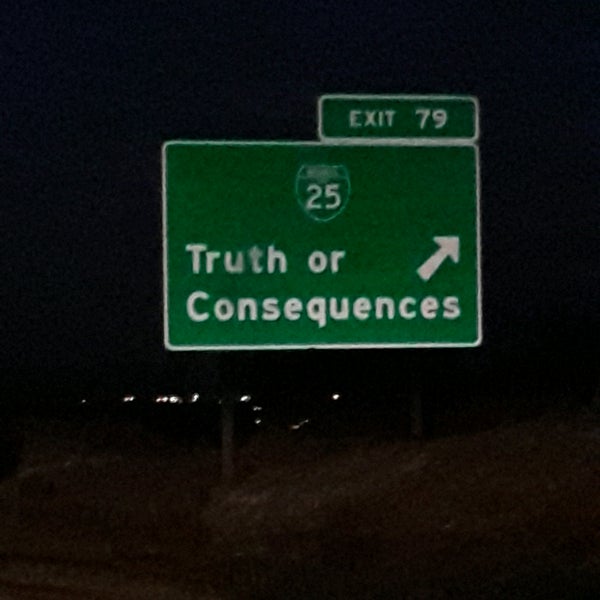 EXIT 79
25
Truth or
Consequences